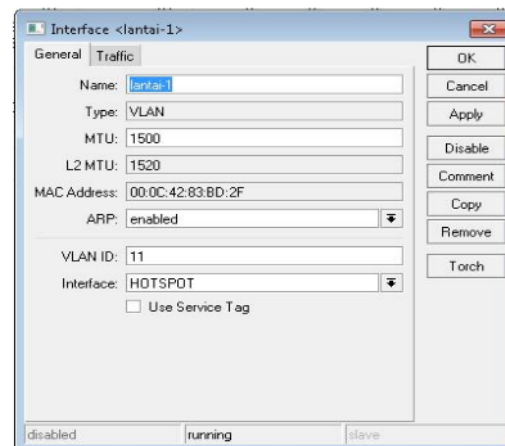 Interface <lantai-1>
General Traffic
OK
Name: lantai-1
Cancel
Type: VLAN
Apply
MTU: 1500
Disable
L2 MTU: 1520
Comment
MAC Address: 00:0C:42:83:BD:2F
Copy
ARP: enabled
Remove
VLAN ID: 11
Torch
Interface: HOTSPOT
Use Service Tag
disabled running slave